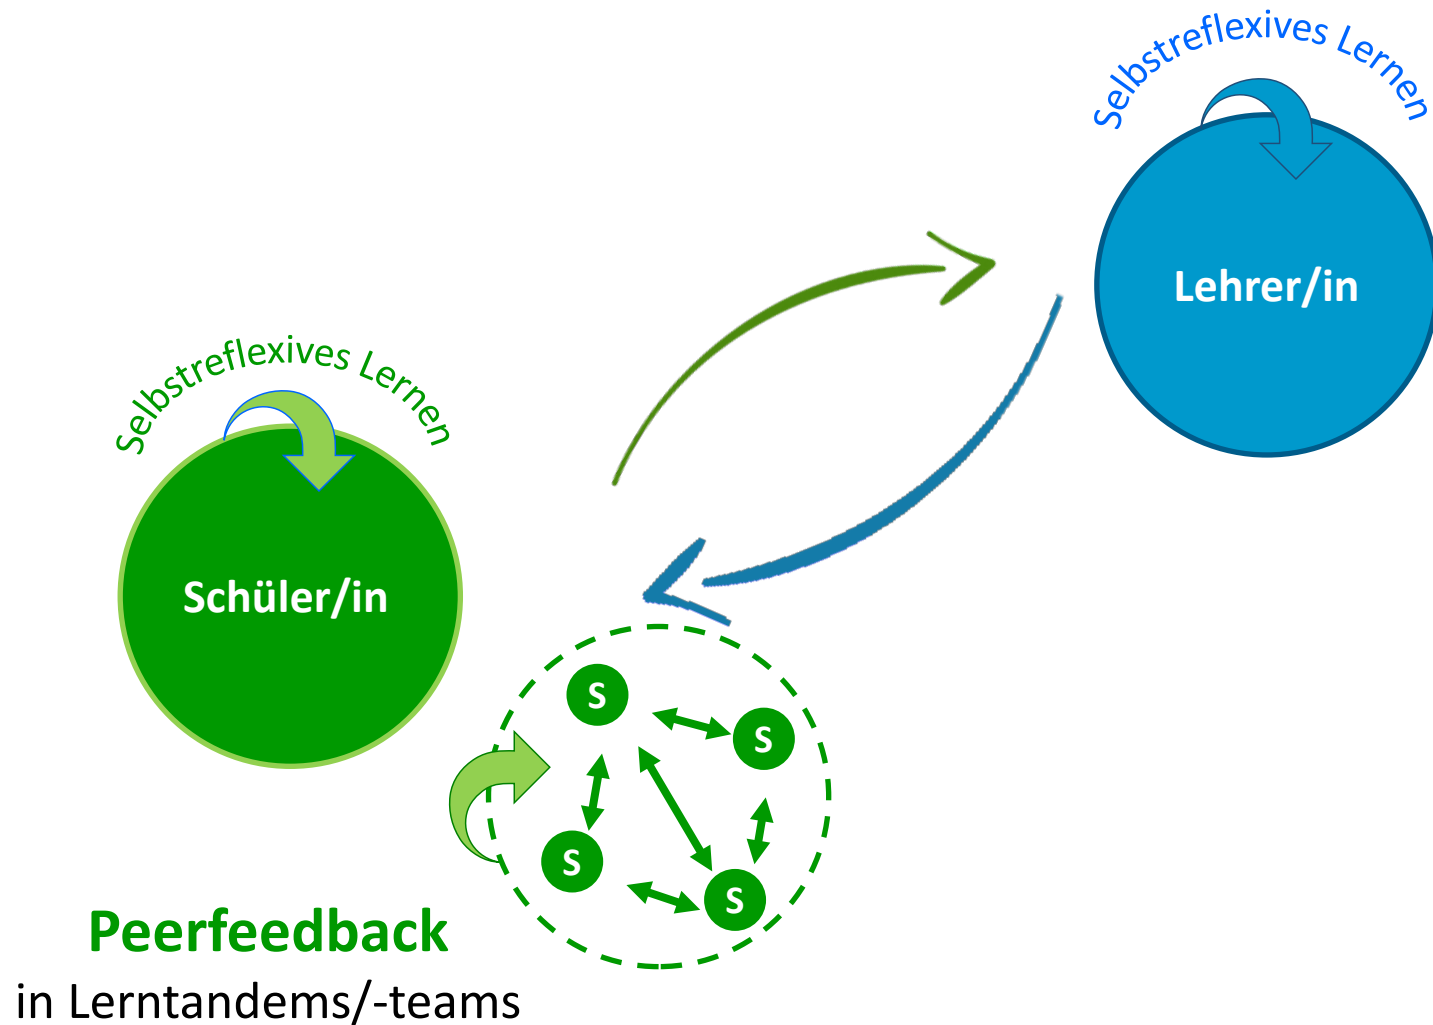 Selbstreflexives Lernen
Lehrer/in
Selbstreflexives Lernen
Schüler/in
S
S
S
S
Peerfeedback
in Lerntandems/-teams